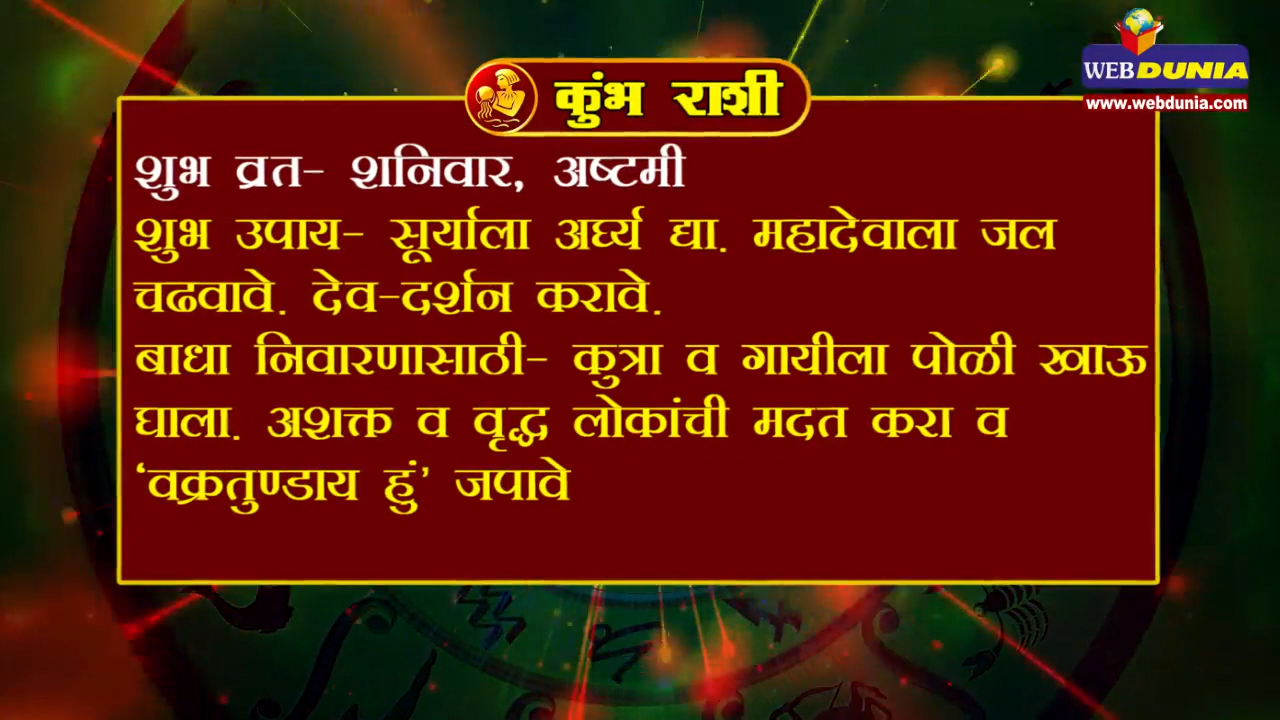 WEBDUNIA
www.webdunia.com
कुंभ राशी
शुभ व्रत- शनिवार, अष्टमी
शुभ उपाय- सूर्याला अर्घ्य द्या. महादेवाला जल
चढवावे. देव-दर्शन करावे.
बाधा निवारणासाठी- कुत्रा व गायीला पोळी खाऊ
घाला. अशक्त व वृद्ध लोकांची मदत करा व
‘वक्रतुण्डाय हुं’ जपावे